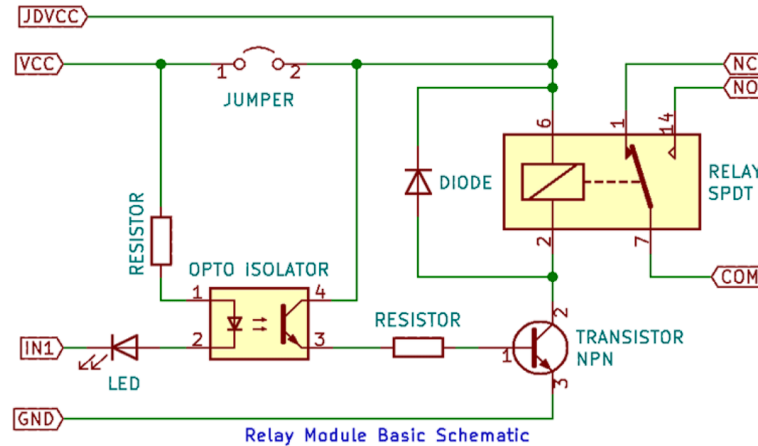 JDVCC
VCC
1
2
JUMPER
NC
NO
6
1
14
RELAY
SPDT
DIODE
RESISTOR
2
7
COM
OPTO ISOLATOR
1
4
2
3
RESISTOR
2
TRANSISTOR
NPN
1
3
IN1
LED
GND
Relay Module Basic Schematic